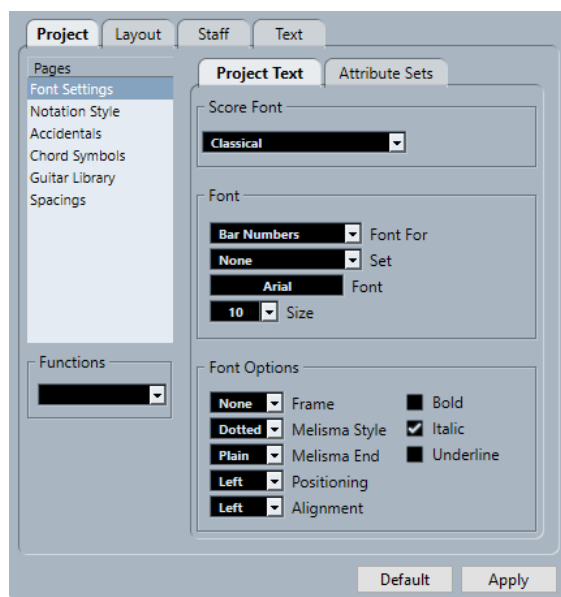 Project Layout Staff Text
Pages
Font Settings
Notation Style
Accidentals
Chord Symbols
Guitar Library
Spacings
Functions
Project Text Attribute Sets
Score Font
Classical
Font
Bar Numbers Font For
None Set
Arial Font
10 Size
Font Options
None Frame Bold
Dotted Melisma Style Italic
Plain Melisma End Underline
Left Positioning
Left Alignment
Default Apply